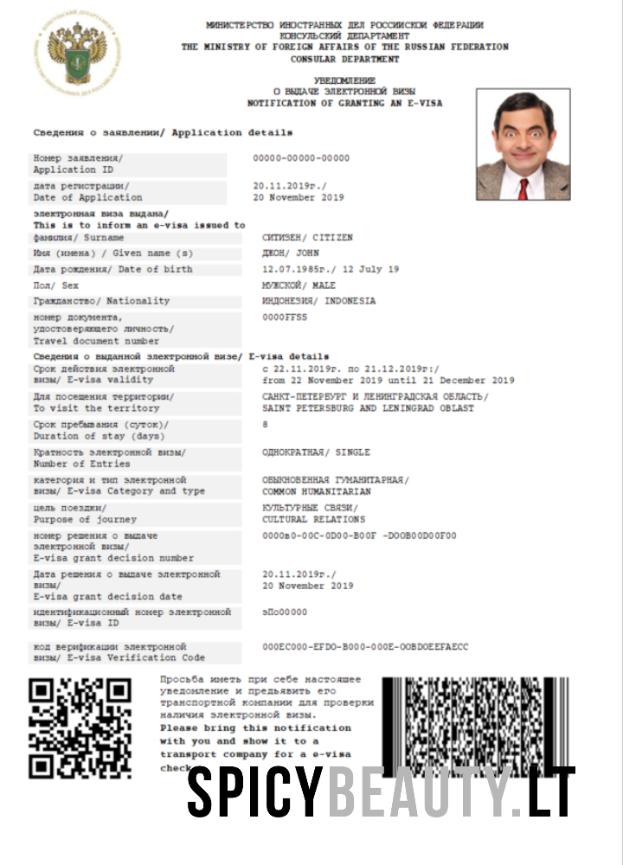 МИНИСТЕРСТВО ИНОСТРАННЫХ ДЕЛ РОССИЙСКОЙ ФЕДЕРАЦИИ
КОНСУЛЬСКИЙ ДЕПАРТАМЕНТ
THE MINISTRY OF FOREIGN AFFAIRS OF THE RUSSIAN FEDERATION
CONSULAR DEPARTMENT
УВЕДОМЛЕНИЕ
О ВЫДАЧЕ ЭЛЕКТРОННОЙ ВИЗЫ
NOTIFICATION OF GRANTING AN E-VISA
Сведения о заявлении/ Application details
Номер заявления/ 00000-00000-00000
Application ID
дата регистрации/ 20.11.2019г./
Date of Application 20 November 2019
электронная виза выдана/
This is to inform an e-visa issued to
фамилия/ Surname СИТИЗЕН/ CITIZEN
Имя (имена) / Given name (s) ДЖОН/ JOHN
Дата рождения/ Date of birth 12.07.1985г./ 12 July 19
Пол/ Sex МУЖСКОЙ/ MALE
Гражданство/ Nationality ИНДОНЕЗИЯ/ INDONESIA
номер документа, 0000FFSS
удостоверяющего личность/
Travel document number
Сведения о выданной электронной визе/ E-visa details
Срок действия электронной с 22.11.2019г. по 21.12.2019г:/
визы/ E-visa validity from 22 November 2019 until 21 December 2019
Для посещения территории/ САНКТ-ПЕТЕРБУРГ И ЛЕНИНГРАДСКАЯ ОБЛАСТЬ/
To visit the territory SAINT PETERSBURG AND LENINGRAD OBLAST
Срок пребывания (суток)/ 8
Duration of stay (days)
Кратность электронной визы/ ОДНОКРАТНАЯ/ SINGLE
Number of Entries
категория и тип электронной ОБЫКНОВЕННАЯ ГУМАНИТАРНАЯ/
визы/ E-visa Category and type COMMON HUMANITARIAN
цель поездки/ КУЛЬТУРНЫЕ СВЯЗИ/
Purpose of journey CULTURAL RELATIONS
номер решения о выдаче 0000в0-00C-0D00-B00F -DOOB00D00F00
электронной визы/
E-visa grant decision number
Дата решения о выдаче электронной 20.11.2019г./
визы/ 20 November 2019
E-visa grant decision date
идентификационный номер электронной эПо00000
визы/ E-visa ID
код верификации электронной 000EC000-EFDO-B000-000E-OOBDOEEFAECC
визы/ E-visa Verification Code
Просьба иметь при себе настоящее
уведомление и предъявить его
транспортной компании для проверки
наличия электронной визы.
Please bring this notification
with you and show it to a
transport company for a e-visa
check
SPICYBEAUTY.LT